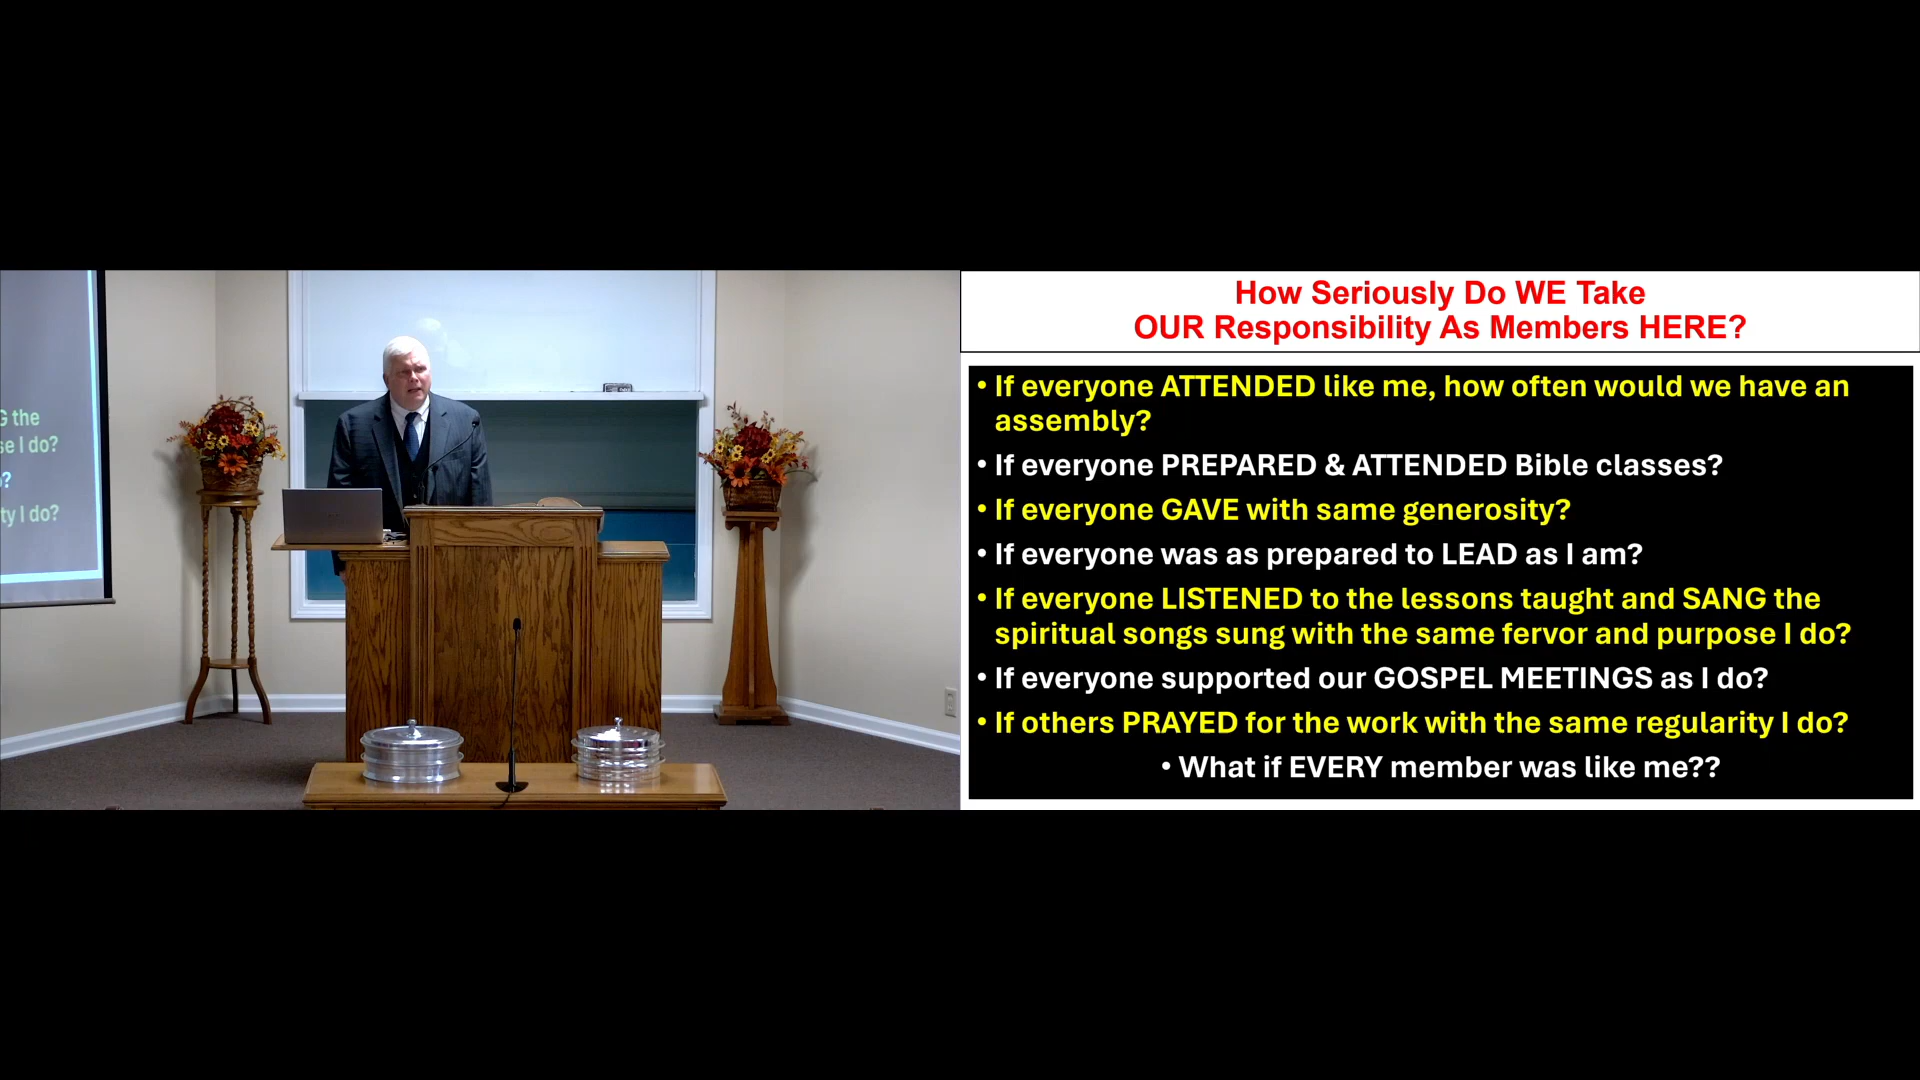 G the
se I do?
o?
ty I do?
How Seriously Do WE Take
OUR Responsibility As Members HERE?
• If everyone ATTENDED like me, how often would we have an
assembly?
• If everyone PREPARED & ATTENDED Bible classes?
• If everyone GAVE with same generosity?
• If everyone was as prepared to LEAD as I am?
• If everyone LISTENED to the lessons taught and SANG the
spiritual songs sung with the same fervor and purpose I do?
• If everyone supported our GOSPEL MEETINGS as I do?
• If others PRAYED for the work with the same regularity I do?
• What if EVERY member was like me??